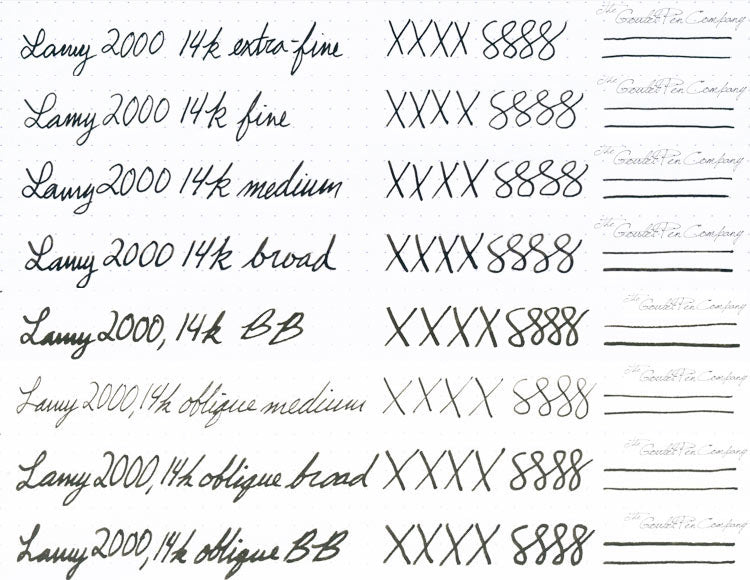 Lamy 2000 14k extra-fine XXXX 8888 The Goulet Pen Company
Lamy 2000 14k fine XXXX 8888 The Goulet Pen Company
Lamy 2000 14k medium XXXX 8888 The Goulet Pen Company
Lamy 2000 14k broad XXXX 8888 The Goulet Pen Company
Lamy 2000, 14k BB XXXX 8888 The Goulet Pen Company
Lamy 2000, 14k oblique medium XXXX 8888 The Goulet Pen Company
Lamy 2000, 14k oblique broad XXXX 8888 The Goulet Pen Company
Lamy 2000, 14k oblique BB XXXX 8888 The Goulet Pen Company